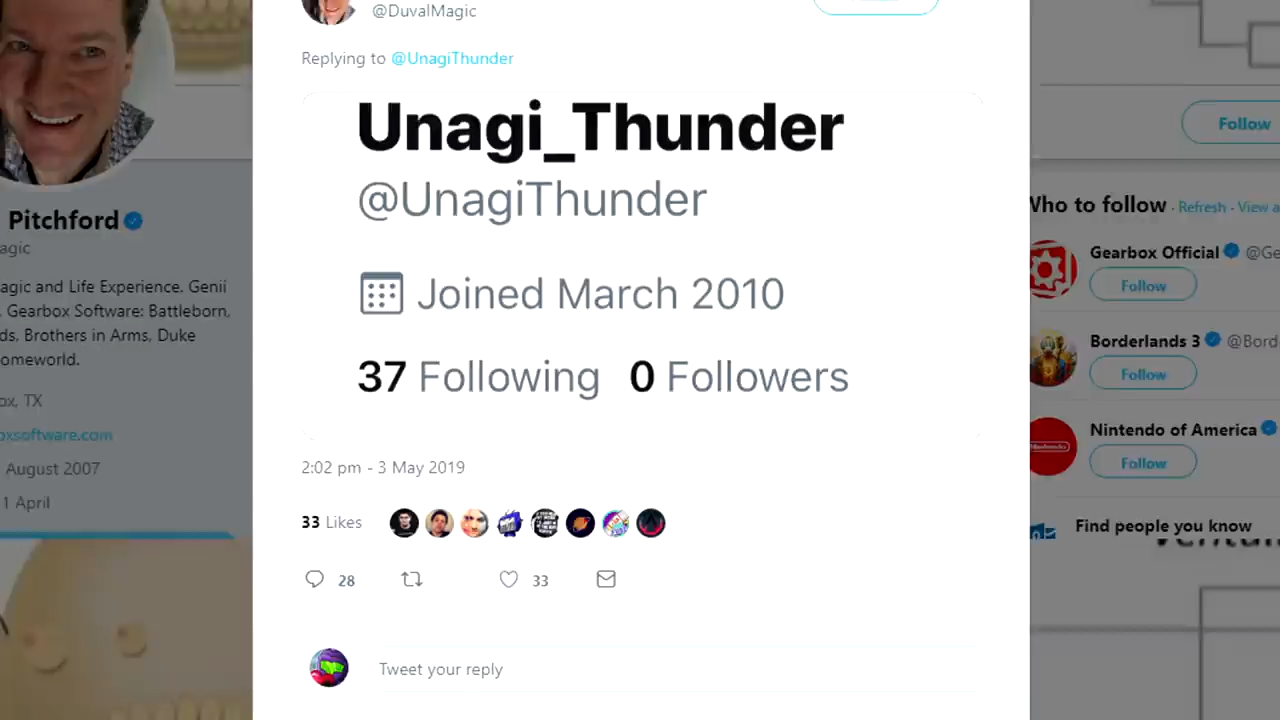 @DuvalMagic
Replying to @UnagiThunder
Unagi_Thunder
@UnagiThunder
Joined March 2010
37 Following 0 Followers
2:02 pm - 3 May 2019
33 Likes
28
33
Tweet your reply
Pitchford
agic
agic and Life Experience. Genii
, Gearbox Software: Battleborn,
ds, Brothers in Arms, Duke
omeworld.
ox, TX
oxsoftware.com
August 2007
1 April
Follow
Who to follow · Refresh · View a
Gearbox Official @Ge
Follow
Borderlands 3 @Bord
Follow
Nintendo of America
Follow
Find people you know